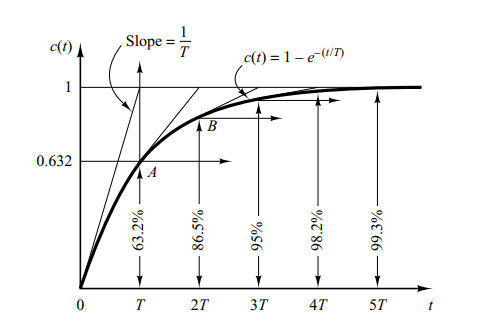 c(t)
Slope = 1/T
c(t) = 1 – e^–(t/T)
1
B
0.632
A
63.2%
86.5%
95%
98.2%
99.3%
0
T
2T
3T
4T
5T
t